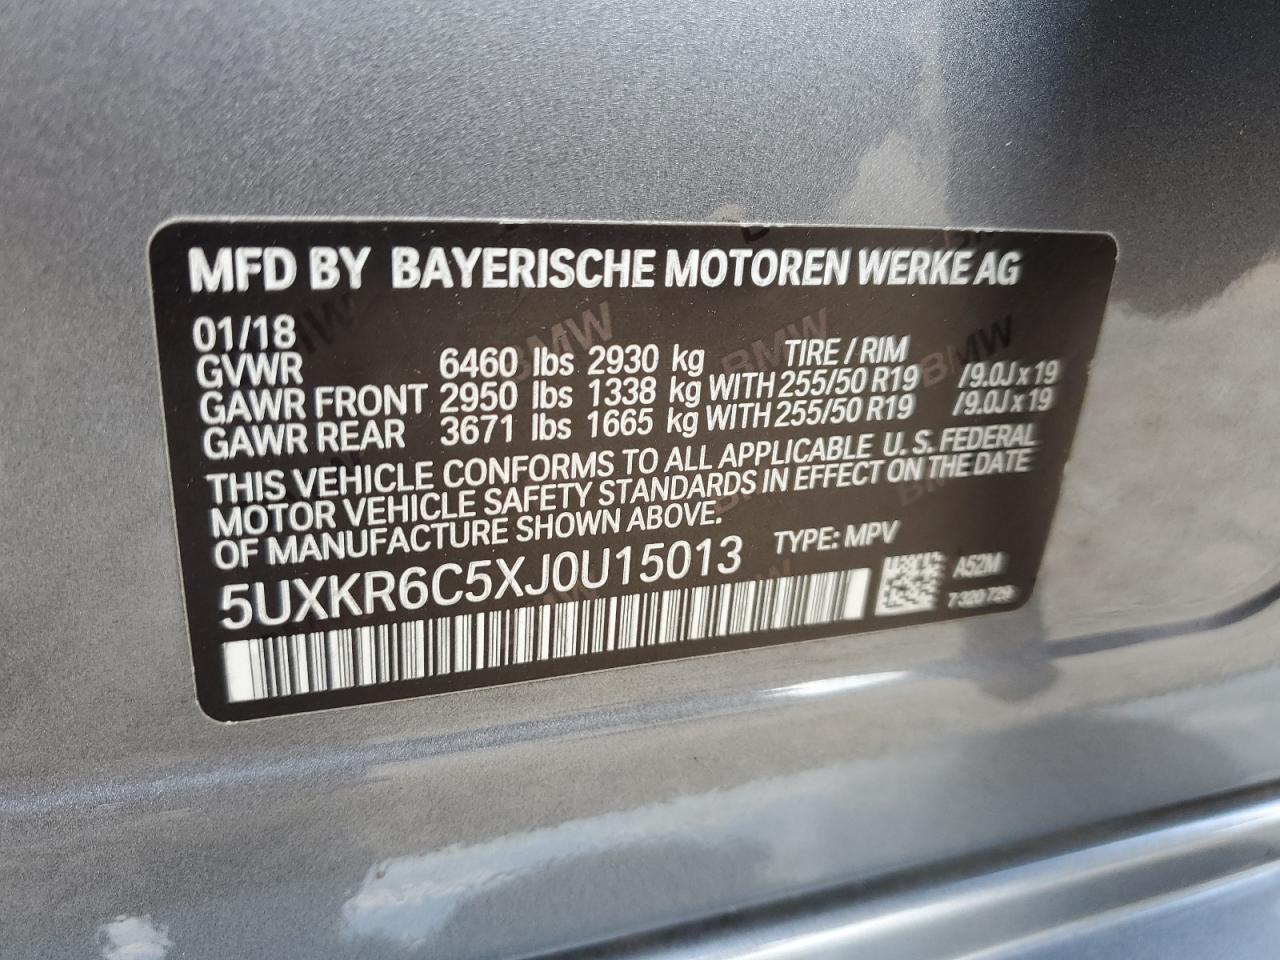 MFD BY BAYERISCHE MOTOREN WERKE AG
01/18
GVWR 6460 lbs 2930 kg TIRE / RIM
GAWR FRONT 2950 lbs 1338 kg WITH 255/50 R19 /9.0J x 19
GAWR REAR 3671 lbs 1665 kg WITH 255/50 R19 /9.0J x 19
THIS VEHICLE CONFORMS TO ALL APPLICABLE U.S. FEDERAL
MOTOR VEHICLE SAFETY STANDARDS IN EFFECT ON THE DATE
OF MANUFACTURE SHOWN ABOVE.
5UXKR6C5XJ0U15013 TYPE: MPV
A52M
7 320 729